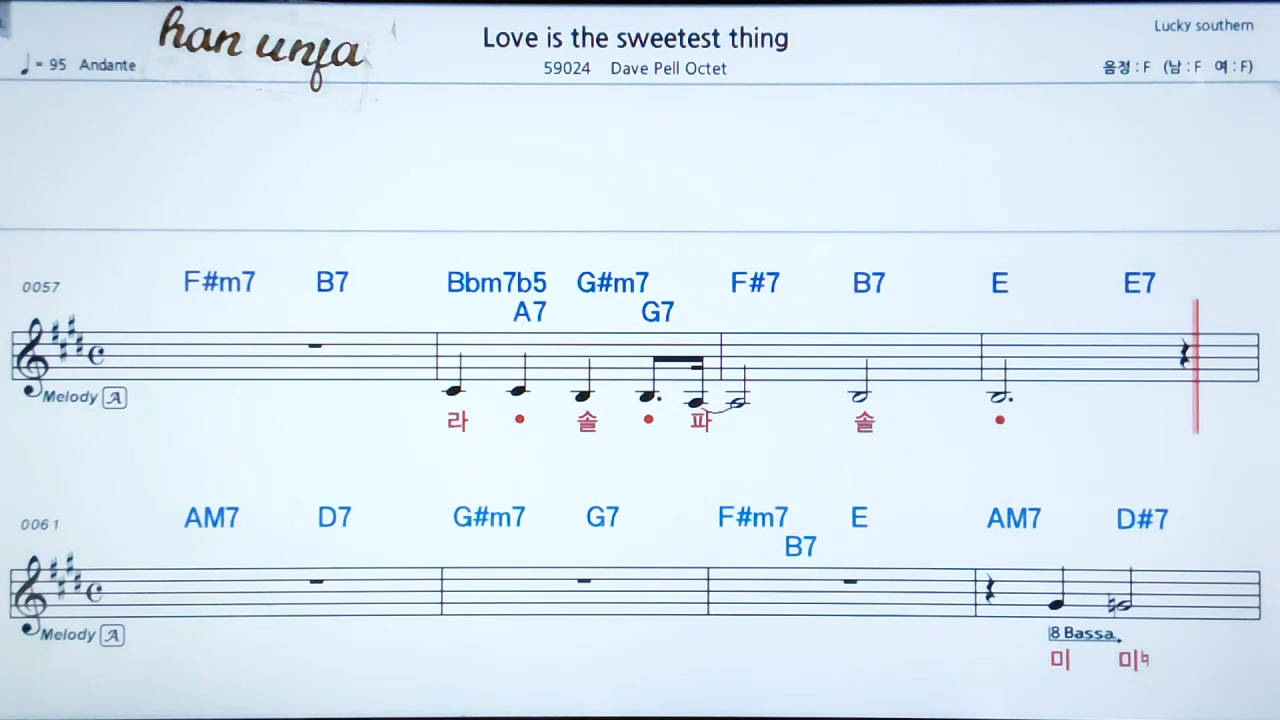 han unfa
Love is the sweetest thing
Lucky southern
♩= 95 Andante
59024 Dave Pell Octet
음정 : F (남 : F 여 : F)
0057 F#m7 B7 Bbm7b5 G#m7 F#7 B7 E E7
A7 G7
Melody A
라 • 솔 • 파 솔 •
0061 AM7 D7 G#m7 G7 F#m7 E AM7 D#7
B7
Melody A
8 Bassa
미 미♮